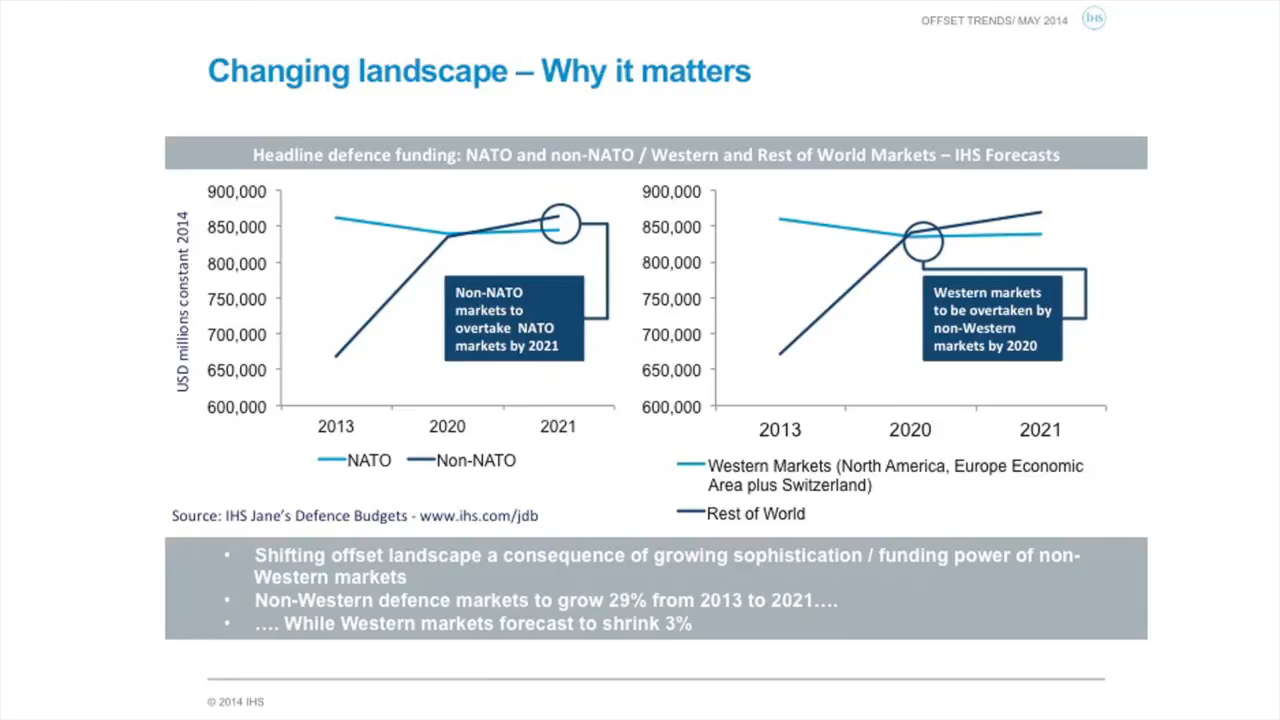 OFFSET TRENDS/ MAY 2014
IHS
Changing landscape – Why it matters
Headline defence funding: NATO and non-NATO / Western and Rest of World Markets – IHS Forecasts
USD millions constant 2014
900,000
850,000
800,000
750,000
700,000
650,000
600,000
2013 2020 2021
Non-NATO
markets to
overtake NATO
markets by 2021
NATO Non-NATO
900,000
850,000
800,000
750,000
700,000
650,000
600,000
2013 2020 2021
Western markets
to be overtaken by
non-Western
markets by 2020
Western Markets (North America, Europe Economic
Area plus Switzerland)
Rest of World
Source: IHS Jane's Defence Budgets - www.ihs.com/jdb
• Shifting offset landscape a consequence of growing sophistication / funding power of non-
Western markets
• Non-Western defence markets to grow 29% from 2013 to 2021....
• .... While Western markets forecast to shrink 3%
© 2014 IHS